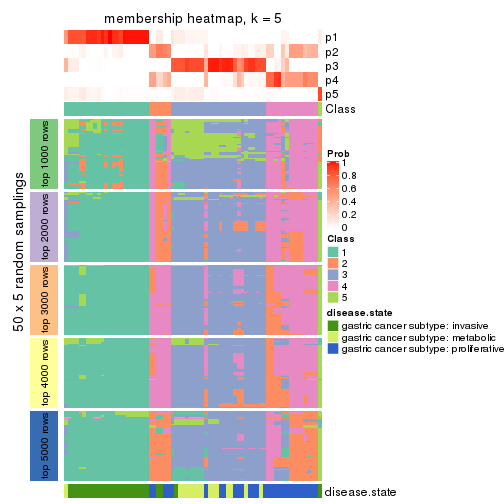 membership heatmap, k = 5
p1
p2
p3
p4
p5
Class
50 x 5 random samplings
top 1000 rows
top 2000 rows
top 3000 rows
top 4000 rows
top 5000 rows
Prob
1
0.8
0.6
0.4
0.2
0
Class
1
2
3
4
5
disease.state
gastric cancer subtype: invasive
gastric cancer subtype: metabolic
gastric cancer subtype: proliferative
disease.state